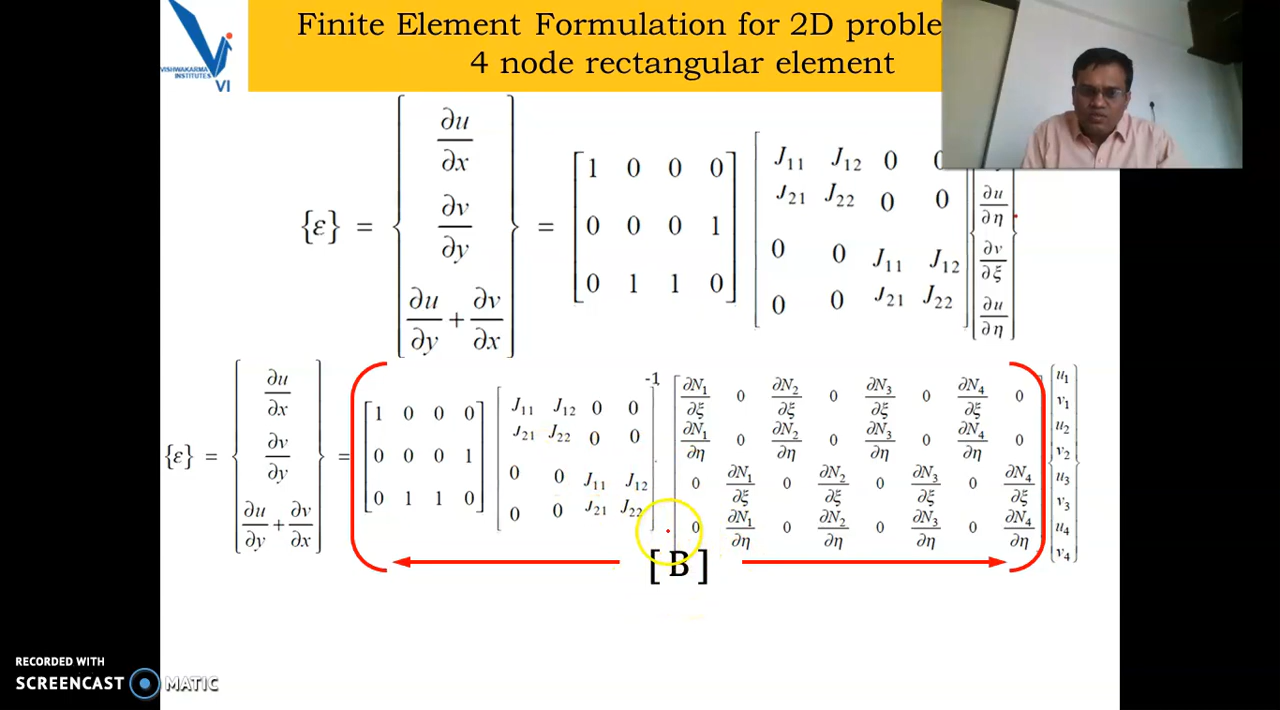 Finite Element Formulation for 2D proble
4 node rectangular element
VISHWAKARMA
INSTITUTES
VI
{ε} = { ∂u/∂x  ∂v/∂y  ∂u/∂y + ∂v/∂x } = [ 1 0 0 0
0 0 0 1
0 1 1 0 ] [ J11 J12 0 0
J21 J22 0 0
0 0 J11 J12
0 0 J21 J22 ] { ∂u/∂η  ∂v/∂ξ  ∂u/∂η }
{ε} = { ∂u/∂x  ∂v/∂y  ∂u/∂y + ∂v/∂x } = [ 1 0 0 0
0 0 0 1
0 1 1 0 ] [ J11 J12 0 0
J21 J22 0 0
0 0 J11 J12
0 0 J21 J22 ]-1 [ ∂N1/∂ξ 0 ∂N2/∂ξ 0 ∂N3/∂ξ 0 ∂N4/∂ξ 0
∂N1/∂η 0 ∂N2/∂η 0 ∂N3/∂η 0 ∂N4/∂η 0
0 ∂N1/∂ξ 0 ∂N2/∂ξ 0 ∂N3/∂ξ 0 ∂N4/∂ξ
0 ∂N1/∂η 0 ∂N2/∂η 0 ∂N3/∂η 0 ∂N4/∂η ] { u1 v1 u2 v2 u3 v3 u4 v4 }
[ B ]
RECORDED WITH
SCREENCAST MATIC